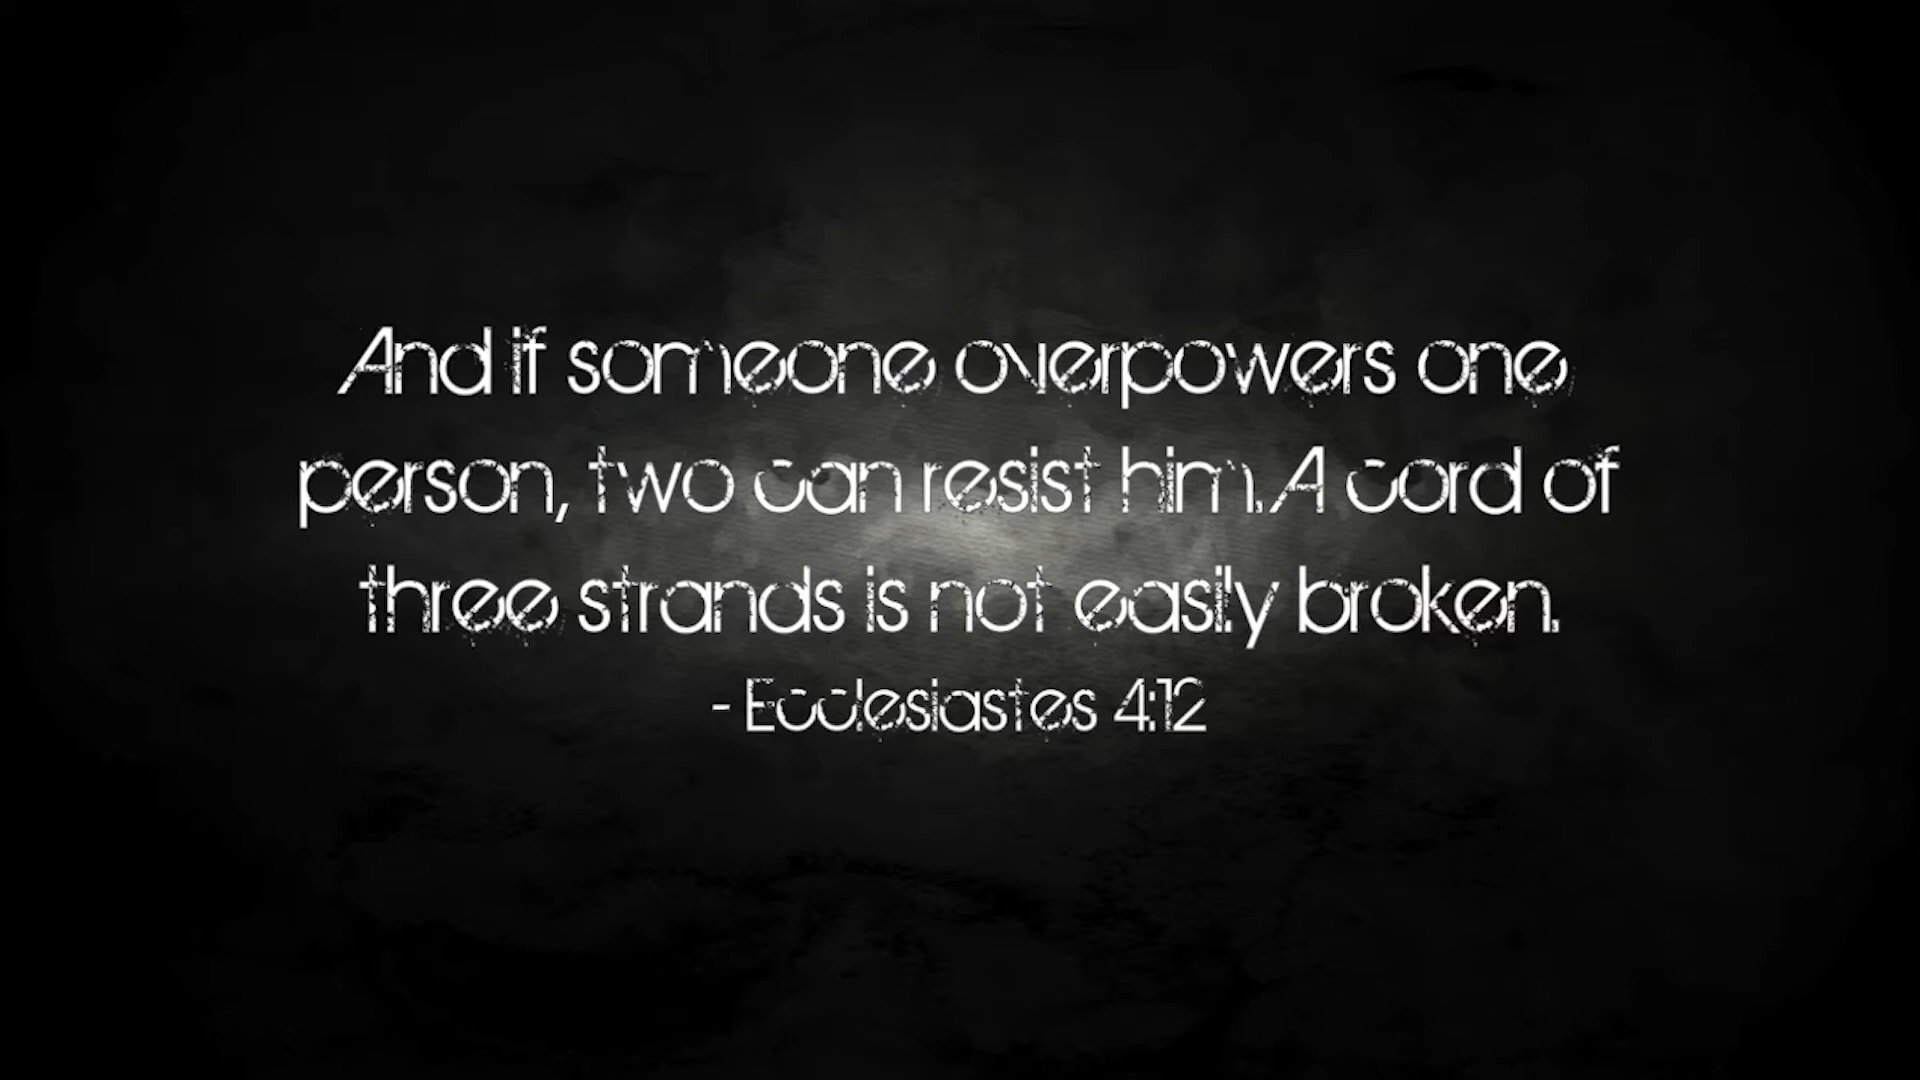 And if someone overpowers one
person, two can resist him. A cord of
three strands is not easily broken.
- Ecclesiastes 4:12